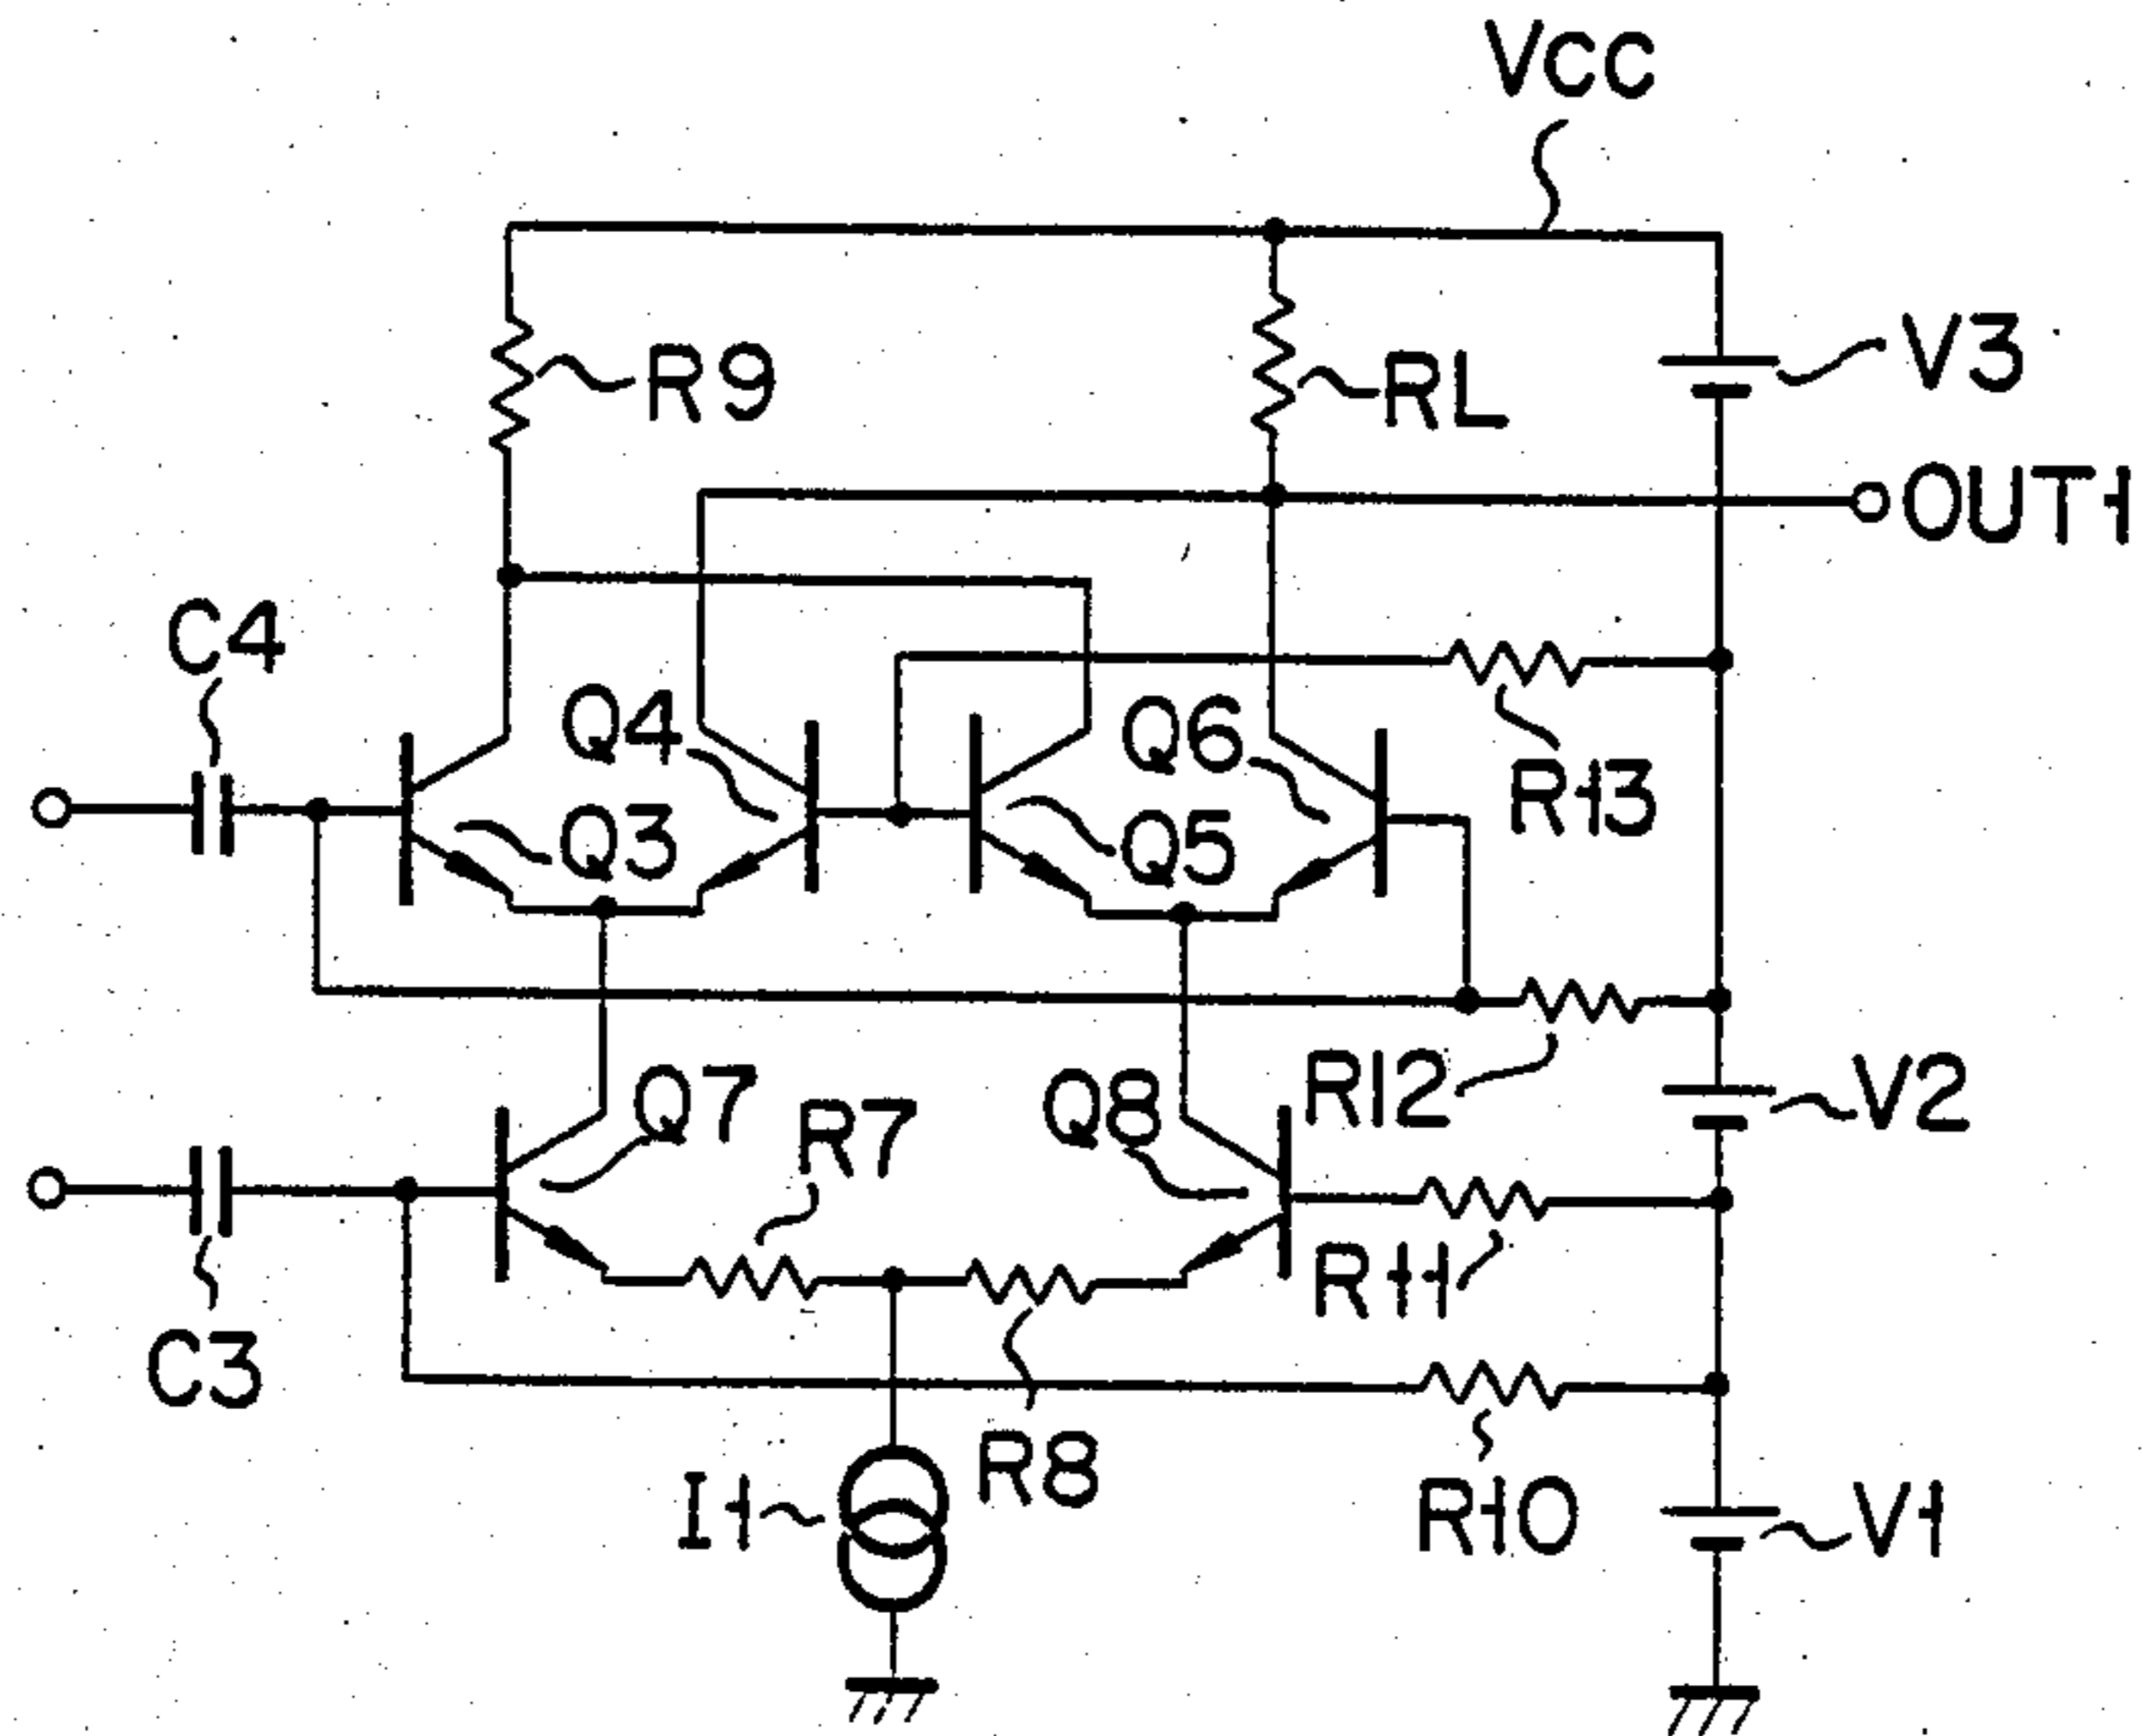 VCC
R9
RL
V3
OUT1
C4
Q4
Q6
R13
Q3
Q5
Q7
R7
Q8
R12
V2
R11
C3
R8
I1
R10
V1